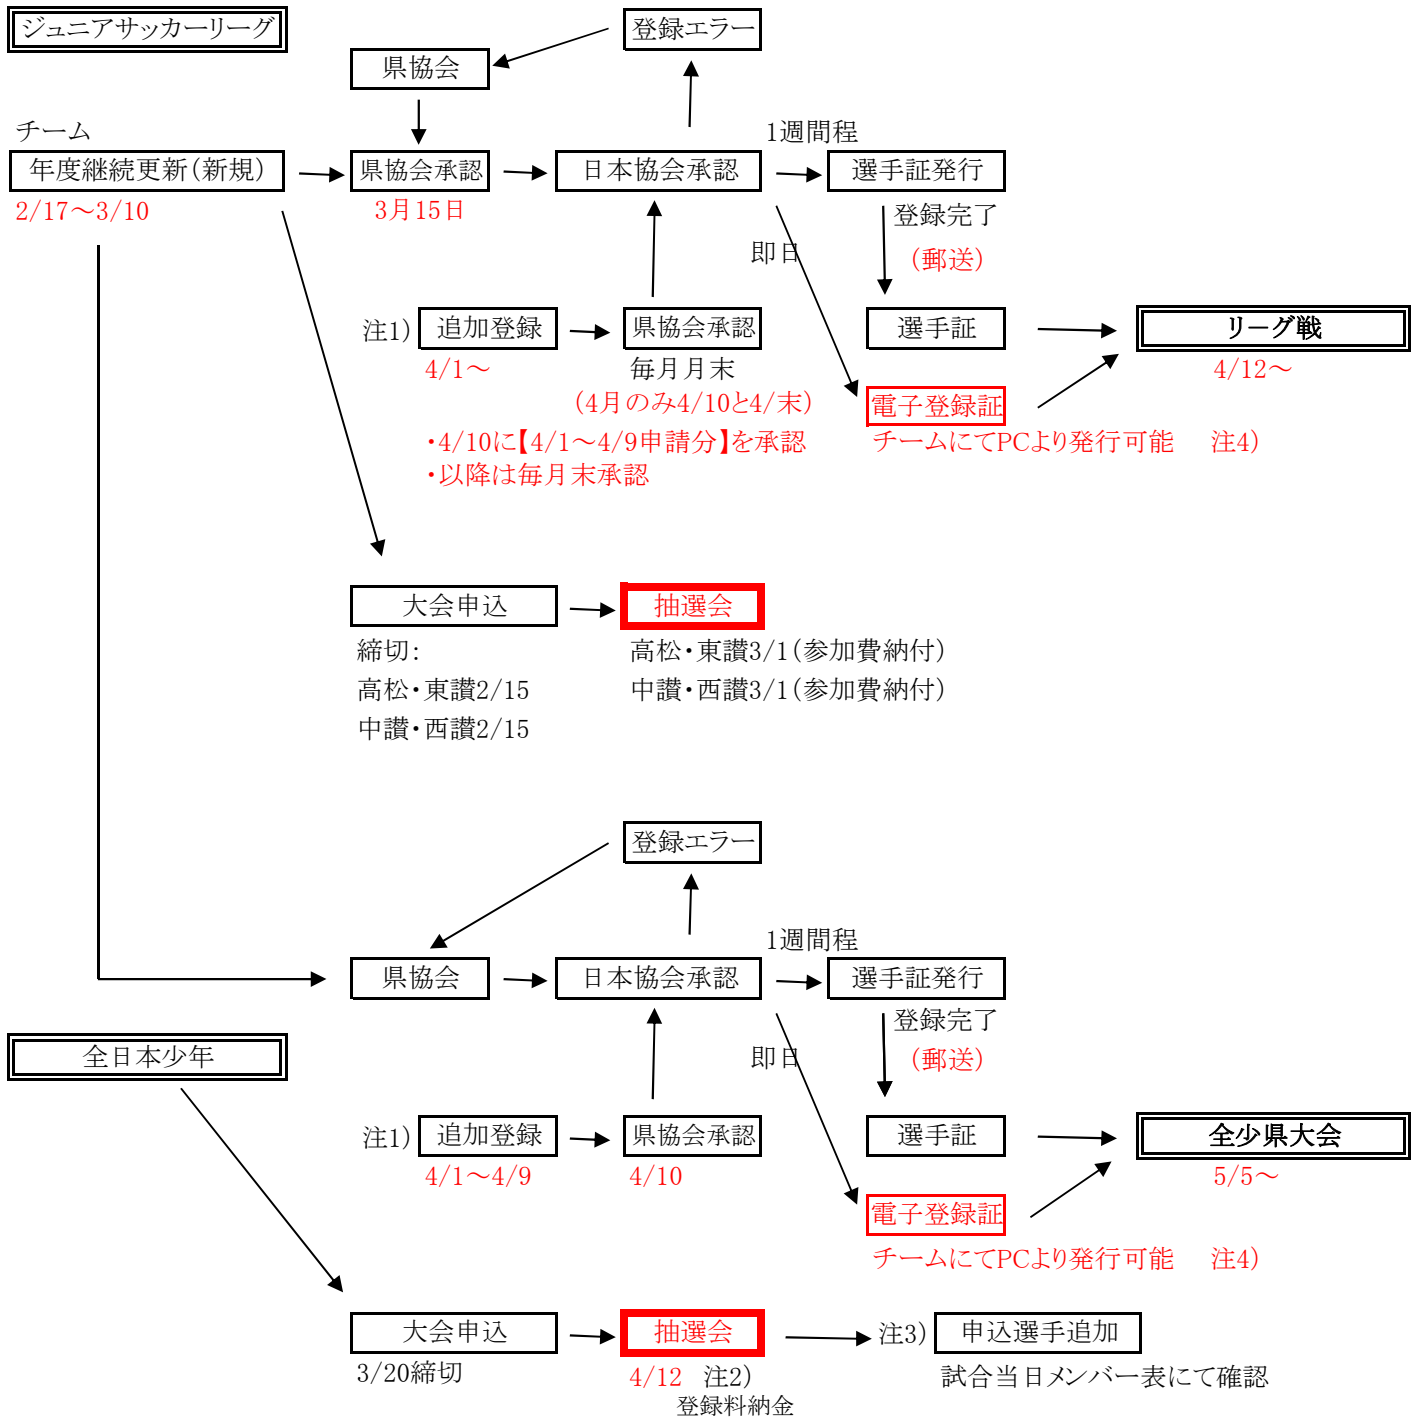 ジュニアサッカーリーグ
登録エラー
県協会
チーム
1週間程
年度継続更新(新規)
県協会承認
日本協会承認
選手証発行
2/17～3/10
3月15日
登録完了
即日
(郵送)
注1)
追加登録
県協会承認
選手証
リーグ戦
4/1～
毎月月末
4/12～
(4月のみ4/10と4/末)
電子登録証
・4/10に【4/1～4/9申請分】を承認
チームにてPCより発行可能 注4)
・以降は毎月末承認
大会申込
抽選会
締切:
高松・東讃3/1(参加費納付)
高松・東讃2/15
中讃・西讃3/1(参加費納付)
中讃・西讃2/15
登録エラー
1週間程
県協会
日本協会承認
選手証発行
登録完了
全日本少年
即日
(郵送)
注1)
追加登録
県協会承認
選手証
全少県大会
4/1～4/9
4/10
5/5～
電子登録証
チームにてPCより発行可能 注4)
大会申込
抽選会
注3)
申込選手追加
3/20締切
4/12 注2)
試合当日メンバー表にて確認
登録料納金